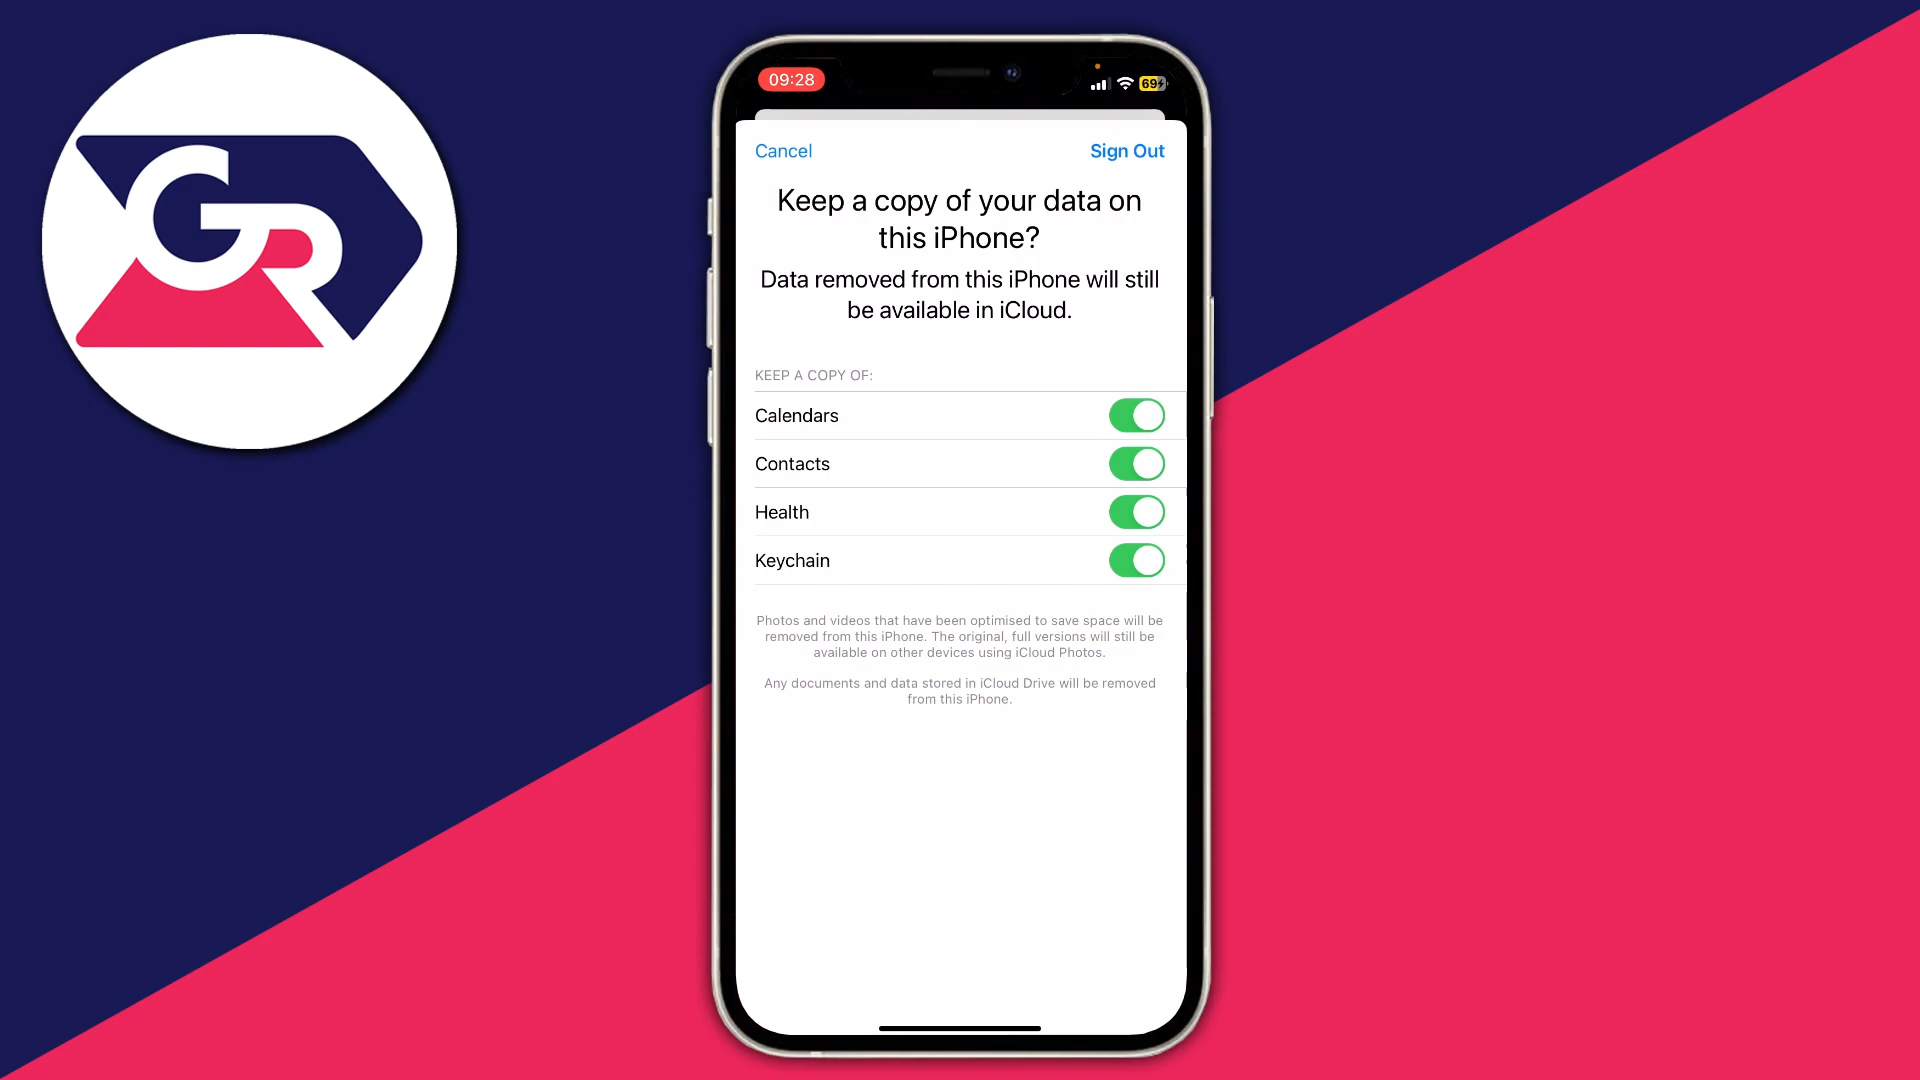 GR
09:28
69
Cancel
Sign Out
Keep a copy of your data on
this iPhone?
Data removed from this iPhone will still
be available in iCloud.
KEEP A COPY OF:
Calendars
Contacts
Health
Keychain
Photos and videos that have been optimised to save space will be
removed from this iPhone. The original, full versions will still be
available on other devices using iCloud Photos.
Any documents and data stored in iCloud Drive will be removed
from this iPhone.